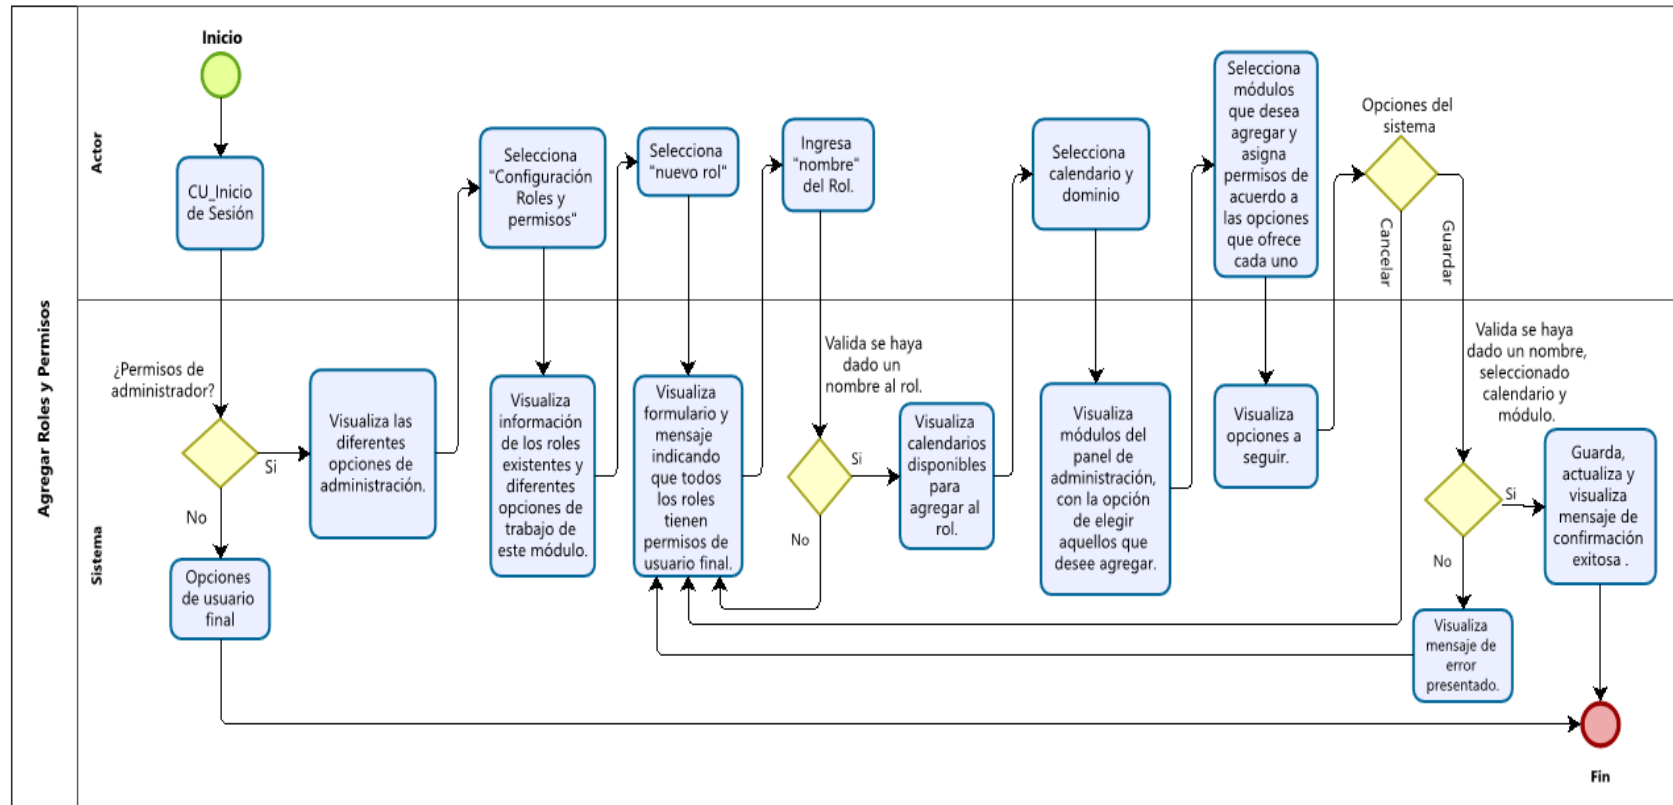 Agregar Roles y Permisos
Actor
Inicio
CU_Inicio
de Sesión
Selecciona
"Configuración
Roles y
permisos"
Selecciona
"nuevo rol"
Ingresa
"nombre"
del Rol.
Selecciona
calendario y
dominio
Selecciona
módulos
que desea
agregar y
asigna
permisos de
acuerdo a
las opciones
que ofrece
cada uno
Opciones del
sistema
Cancelar
Guardar
Sistema
¿Permisos de
administrador?
Si
No
Opciones
de usuario
final
Visualiza las
diferentes
opciones de
administración.
Visualiza
información
de los roles
existentes y
diferentes
opciones de
trabajo de
este módulo.
Visualiza
formulario y
mensaje
indicando
que todos
los roles
tienen
permisos de
usuario final.
Valida se haya
dado un
nombre al rol.
Si
No
Visualiza
calendarios
disponibles
para
agregar al
rol.
Visualiza
módulos del
panel de
administración,
con la opción
de elegir
aquellos que
desee agregar.
Visualiza
opciones a
seguir.
Valida se haya
dado un nombre,
seleccionado
calendario y
módulo.
Si
No
Guarda,
actualiza y
visualiza
mensaje de
confirmación
exitosa .
Visualiza
mensaje de
error
presentado.
Fin